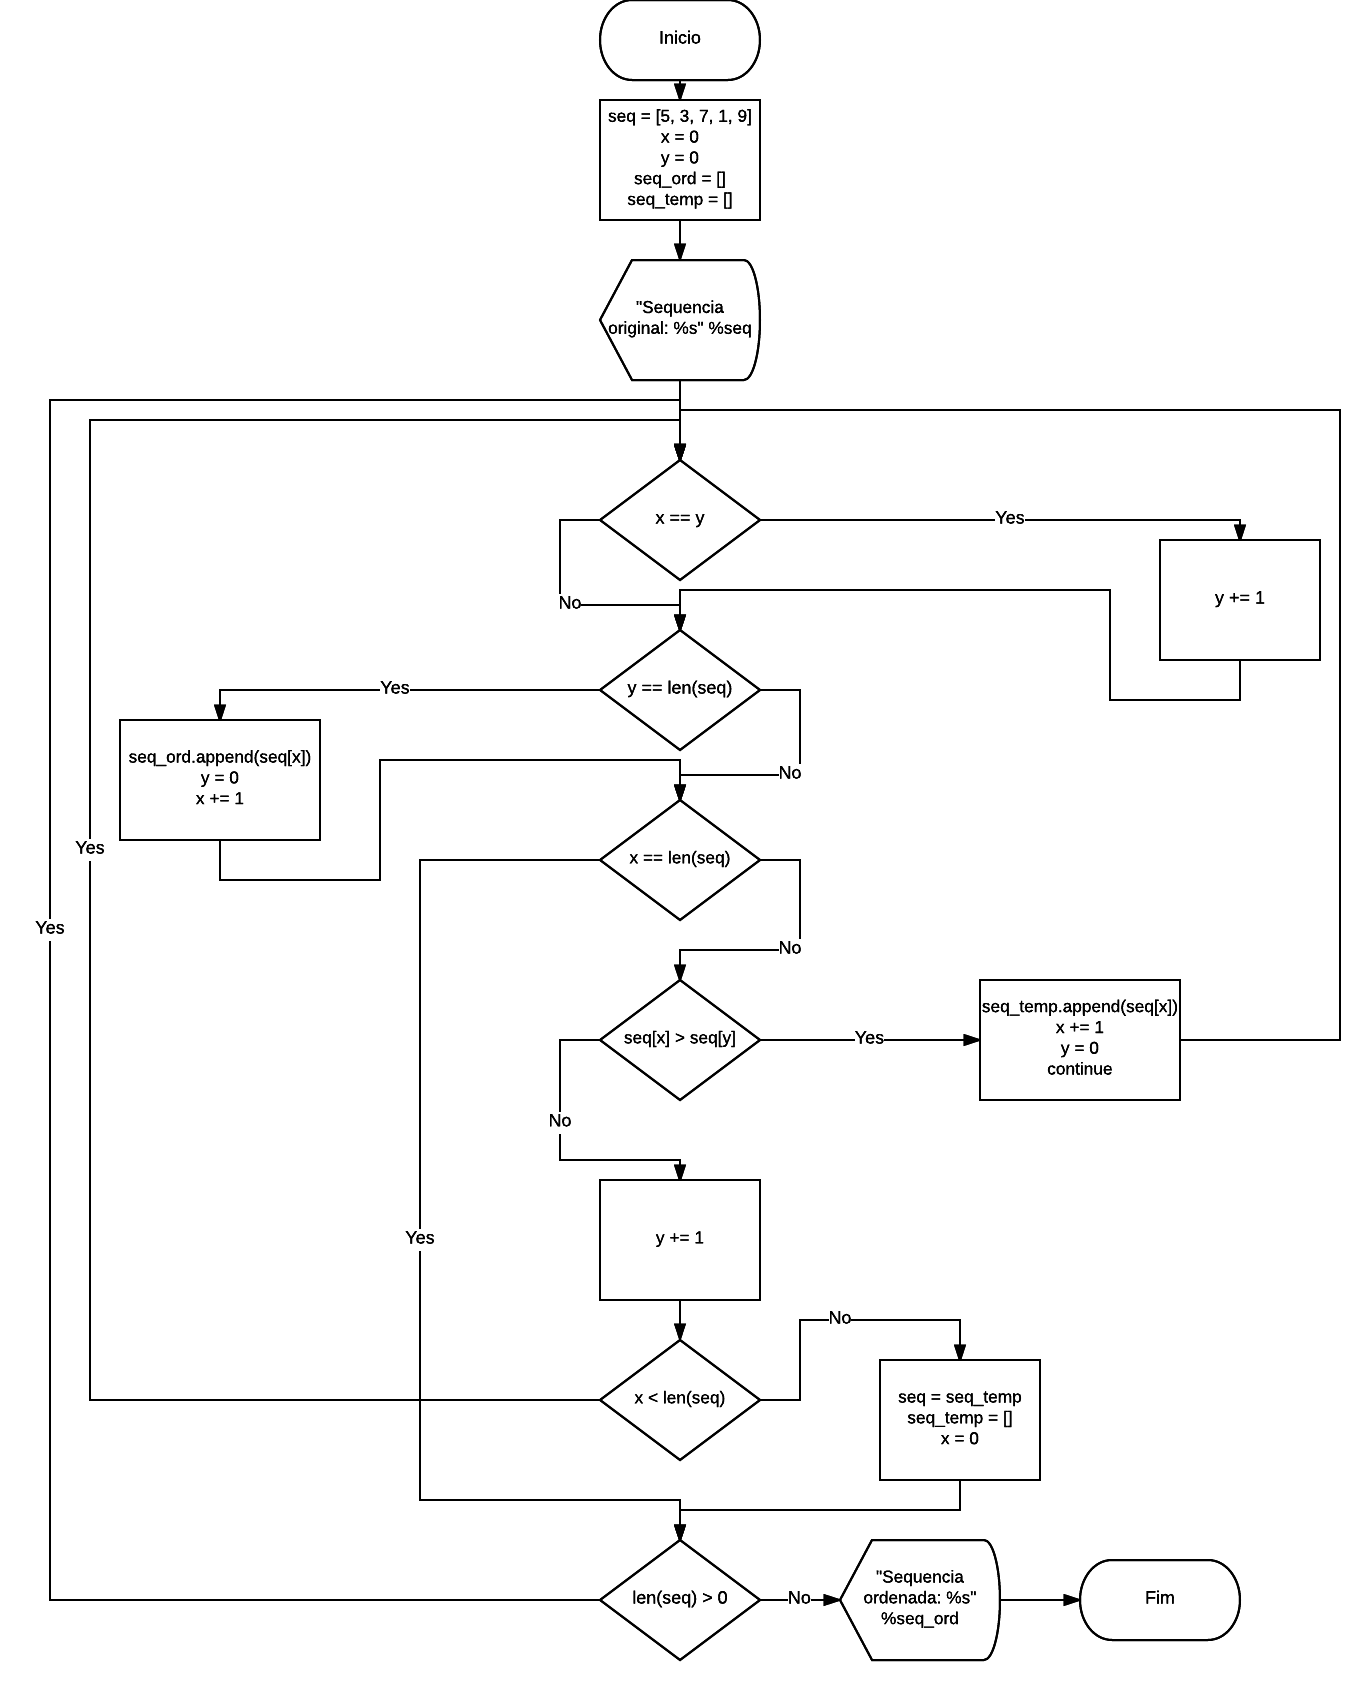 Inicio
seq = [5, 3, 7, 1, 9]
x = 0
y = 0
seq_ord = []
seq_temp = []
"Sequencia
original: %s" %seq
x == y
Yes
No
y += 1
y == len(seq)
Yes
No
seq_ord.append(seq[x])
y = 0
x += 1
Yes
x == len(seq)
Yes
No
seq[x] > seq[y]
Yes
seq_temp.append(seq[x])
x += 1
y = 0
continue
No
Yes
y += 1
No
x < len(seq)
seq = seq_temp
seq_temp = []
x = 0
len(seq) > 0
No
"Sequencia
ordenada: %s"
%seq_ord
Fim